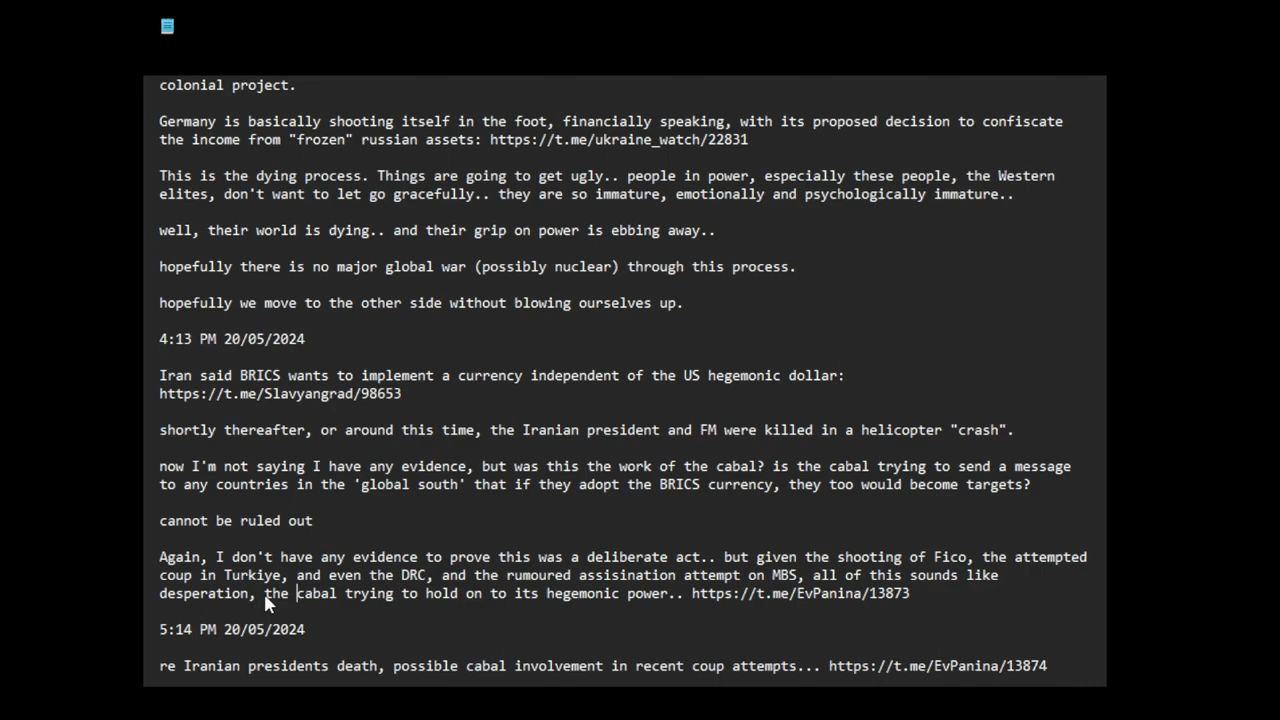 colonial project.
Germany is basically shooting itself in the foot, financially speaking, with its proposed decision to confiscate
the income from "frozen" russian assets: https://t.me/ukraine_watch/22831
This is the dying process. Things are going to get ugly.. people in power, especially these people, the Western
elites, don't want to let go gracefully.. they are so immature, emotionally and psychologically immature..
well, their world is dying.. and their grip on power is ebbing away..
hopefully there is no major global war (possibly nuclear) through this process.
hopefully we move to the other side without blowing ourselves up.
4:13 PM 20/05/2024
Iran said BRICS wants to implement a currency independent of the US hegemonic dollar:
https://t.me/Slavyangrad/98653
shortly thereafter, or around this time, the Iranian president and FM were killed in a helicopter "crash".
now I'm not saying I have any evidence, but was this the work of the cabal? is the cabal trying to send a message
to any countries in the 'global south' that if they adopt the BRICS currency, they too would become targets?
cannot be ruled out
Again, I don't have any evidence to prove this was a deliberate act.. but given the shooting of Fico, the attempted
coup in Turkiye, and even the DRC, and the rumoured assisination attempt on MBS, all of this sounds like
desperation, the cabal trying to hold on to its hegemonic power.. https://t.me/EvPanina/13873
5:14 PM 20/05/2024
re Iranian presidents death, possible cabal involvement in recent coup attempts... https://t.me/EvPanina/13874